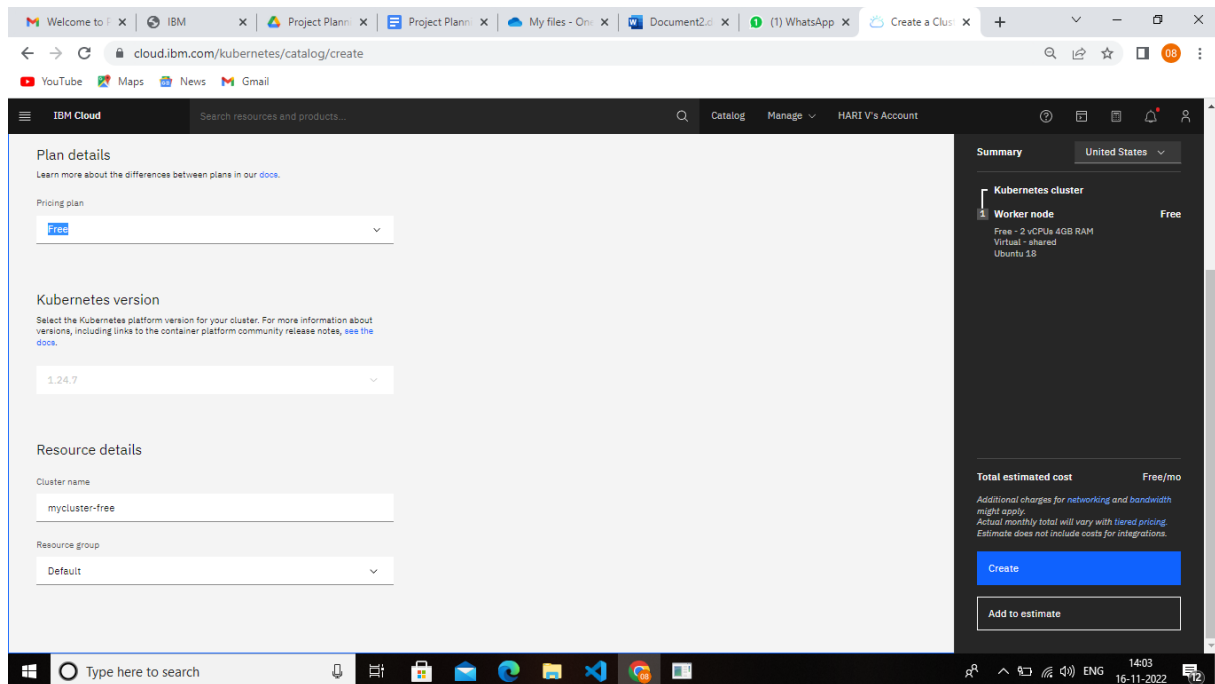 Welcome to P
IBM
Project Plann
Project Plann
My files - One
Document2.d
(1) WhatsApp
Create a Clus
cloud.ibm.com/kubernetes/catalog/create
08
YouTube
Maps
News
Gmail
IBM Cloud
Search resources and products...
Catalog
Manage
HARI V's Account
Plan details
Learn more about the differences between plans in our docs.
Pricing plan
Free
Kubernetes version
Select the Kubernetes platform version for your cluster. For more information about
versions, including links to the container platform community release notes, see the
docs.
1.24.7
Resource details
Cluster name
mycluster-free
Resource group
Default
Summary
United States
Kubernetes cluster
1 Worker node Free
Free - 2 vCPUs 4GB RAM
Virtual - shared
Ubuntu 18
Total estimated cost Free/mo
Additional charges for networking and bandwidth
might apply.
Actual monthly total will vary with tiered pricing.
Estimate does not include costs for integrations.
Create
Add to estimate
Type here to search
08
ENG
14:03
16-11-2022
12